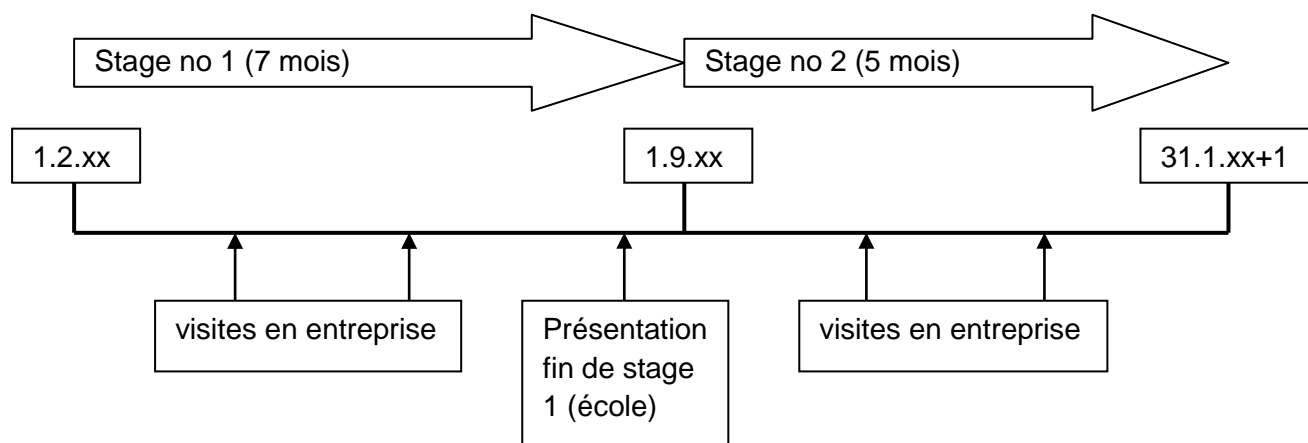 Stage no 1 (7 mois)
Stage no 2 (5 mois)
1.2.xx
1.9.xx
31.1.xx+1
visites en entreprise
Présentation
fin de stage
1 (école)
visites en entreprise